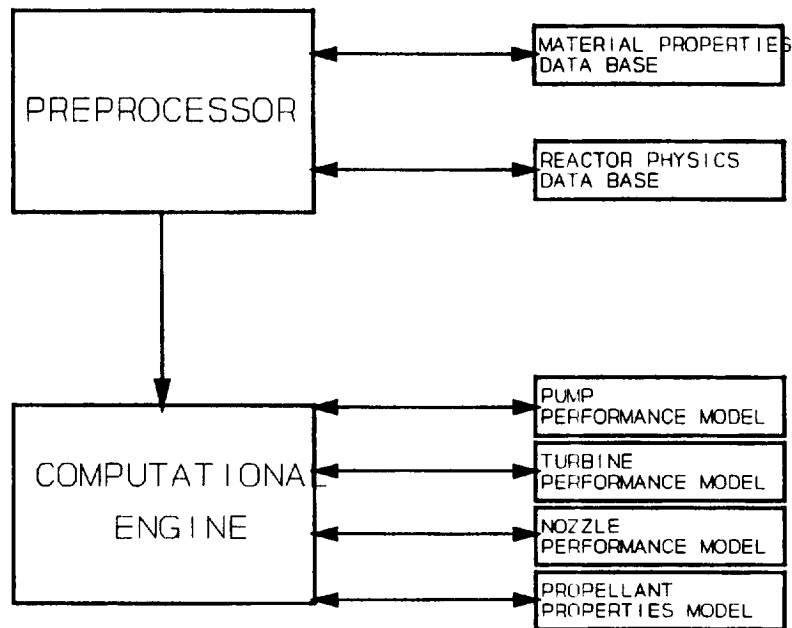 MATERIAL PROPERTIES
DATA BASE
PREPROCESSOR
REACTOR PHYSICS
DATA BASE
PUMP
PERFORMANCE MODEL
COMPUTATIONAL
ENGINE
TURBINE
PERFORMANCE MODEL
NOZZLE
PERFORMANCE MODEL
PROPELLANT
PROPERTIES MODEL